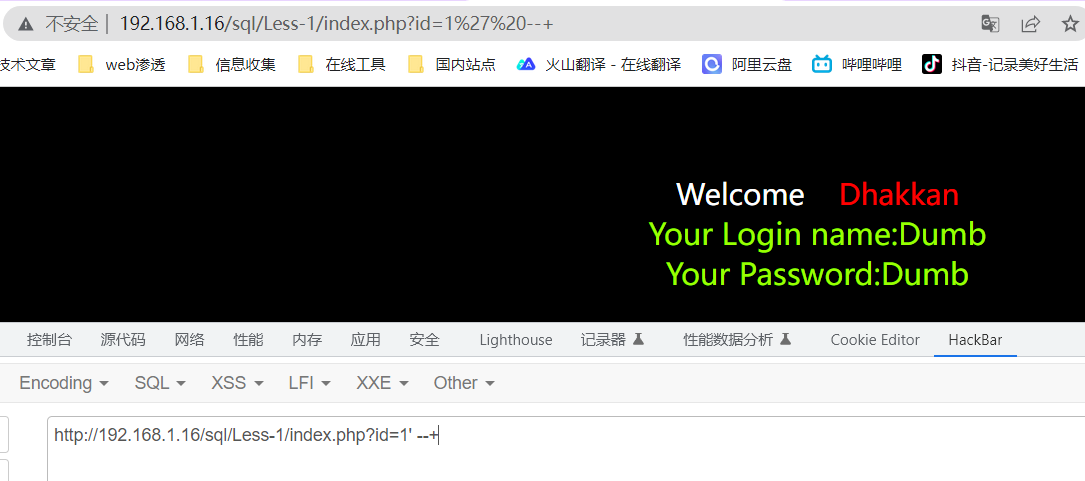 不安全 | 192.168.1.16/sql/Less-1/index.php?id=1%27%20--+
技术文章 web渗透 信息收集 在线工具 国内站点 火山翻译 - 在线翻译 阿里云盘 哔哩哔哩 抖音-记录美好生活
Welcome Dhakkan
Your Login name:Dumb
Your Password:Dumb
控制台 源代码 网络 性能 内存 应用 安全 Lighthouse 记录器 性能数据分析 Cookie Editor HackBar
Encoding SQL XSS LFI XXE Other
http://192.168.1.16/sql/Less-1/index.php?id=1' --+